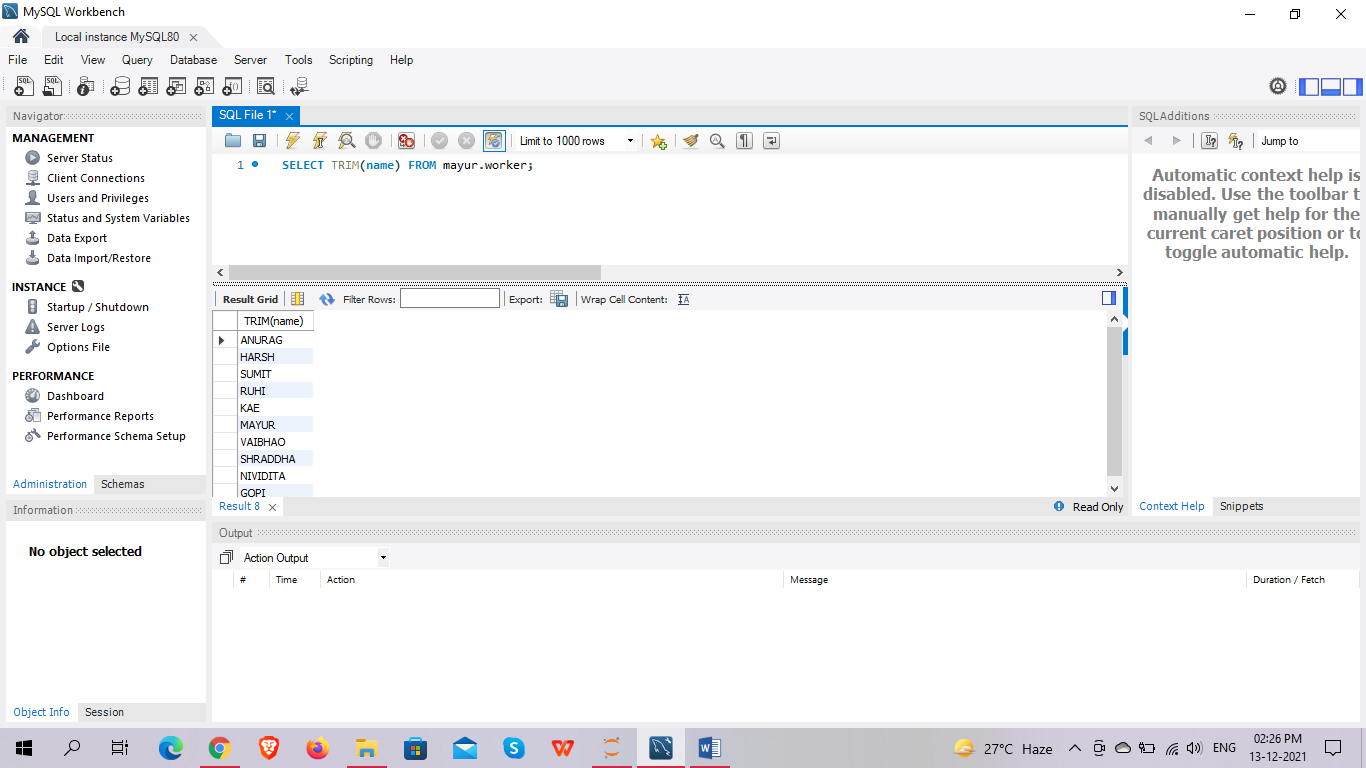 MySQL Workbench
Local instance MySQL80
File Edit View Query Database Server Tools Scripting Help
Navigator
MANAGEMENT
Server Status
Client Connections
Users and Privileges
Status and System Variables
Data Export
Data Import/Restore
INSTANCE
Startup / Shutdown
Server Logs
Options File
PERFORMANCE
Dashboard
Performance Reports
Performance Schema Setup
Administration Schemas
Information
No object selected
Object Info Session
SQL File 1*
Limit to 1000 rows
1 SELECT TRIM(name) FROM mayur.worker;
Result Grid Filter Rows: Export: Wrap Cell Content:
TRIM(name)
ANURAG
HARSH
SUMIT
RUHI
KAE
MAYUR
VAIBHAO
SHRADDHA
NIVIDITA
GOPI
Result 8 Read Only
Output
Action Output
# Time Action Message Duration / Fetch
SQLAdditions
Jump to
Automatic context help is
disabled. Use the toolbar t
manually get help for the
current caret position or to
toggle automatic help.
Context Help Snippets
27°C Haze ENG
02:26 PM
13-12-2021